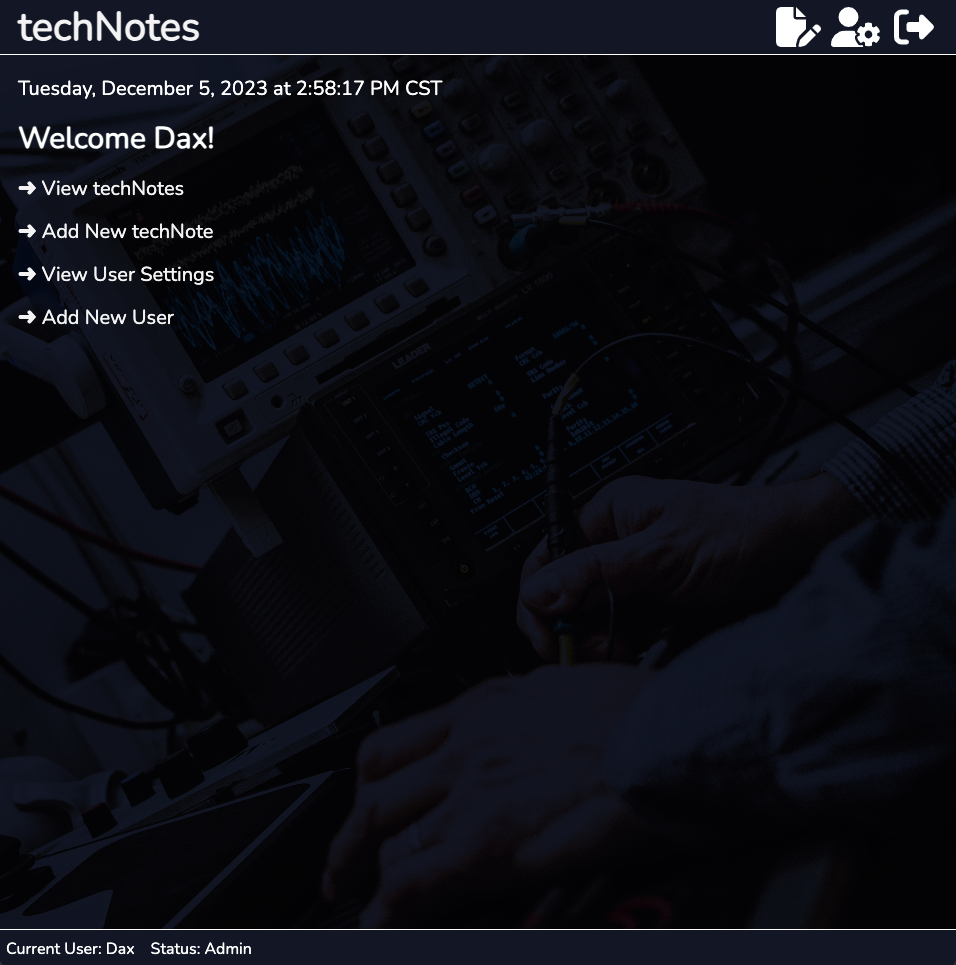 techNotes
Tuesday, December 5, 2023 at 2:58:17 PM CST
Welcome Dax!
➜ View techNotes
➜ Add New techNote
➜ View User Settings
➜ Add New User
LEADER
Current User: Dax Status: Admin